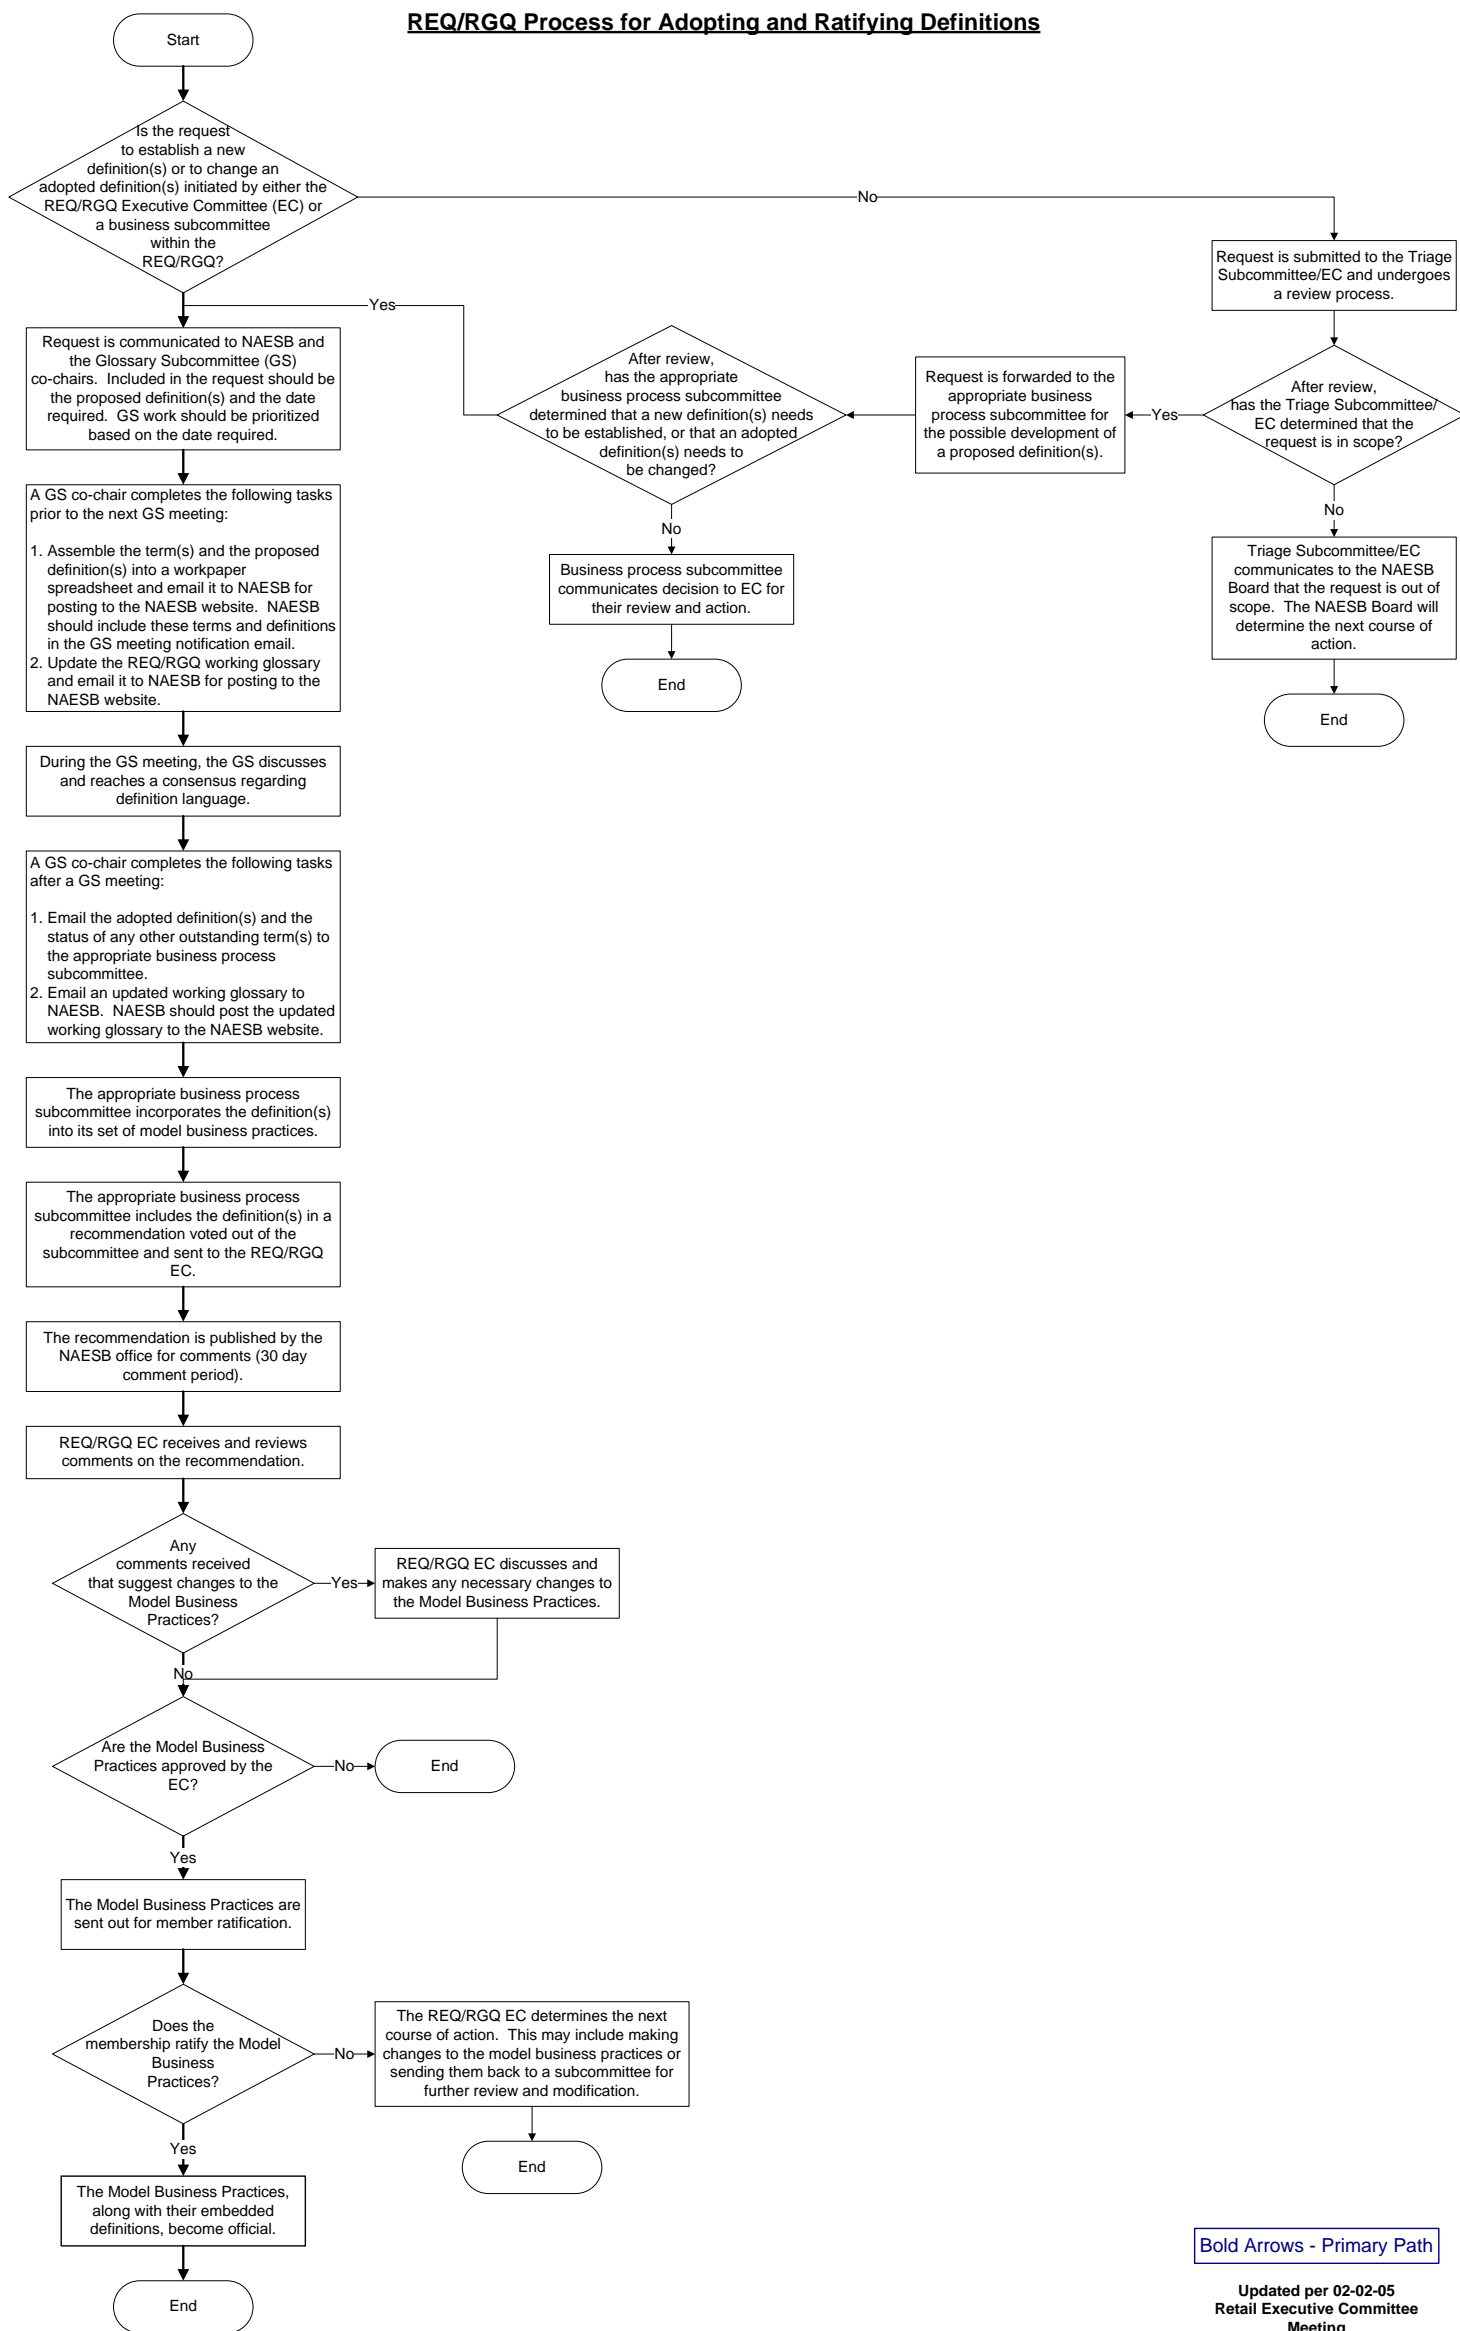 REQ/RGQ Process for Adopting and Ratifying Definitions
Start
Is the request
to establish a new
definition(s) or to change an
adopted definition(s) initiated by either the
REQ/RGQ Executive Committee (EC) or
a business subcommittee
within the
REQ/RGQ?
No
Request is submitted to the Triage
Subcommittee/EC and undergoes
a review process.
Yes
Request is communicated to NAESB and
the Glossary Subcommittee (GS)
co-chairs. Included in the request should be
the proposed definition(s) and the date
required. GS work should be prioritized
based on the date required.
After review,
has the appropriate
business process subcommittee
determined that a new definition(s) needs
to be established, or that an adopted
definition(s) needs to
be changed?
Request is forwarded to the
appropriate business
process subcommittee for
the possible development of
a proposed definition(s).
Yes
After review,
has the Triage Subcommittee/
EC determined that the
request is in scope?
No
No
Business process subcommittee
communicates decision to EC for
their review and action.
End
Triage Subcommittee/EC
communicates to the NAESB
Board that the request is out of
scope. The NAESB Board will
determine the next course of
action.
End
A GS co-chair completes the following tasks
prior to the next GS meeting:
1. Assemble the term(s) and the proposed
definition(s) into a workpaper
spreadsheet and email it to NAESB for
posting to the NAESB website. NAESB
should include these terms and definitions
in the GS meeting notification email.
2. Update the REQ/RGQ working glossary
and email it to NAESB for posting to the
NAESB website.
During the GS meeting, the GS discusses
and reaches a consensus regarding
definition language.
A GS co-chair completes the following tasks
after a GS meeting:
1. Email the adopted definition(s) and the
status of any other outstanding term(s) to
the appropriate business process
subcommittee.
2. Email an updated working glossary to
NAESB. NAESB should post the updated
working glossary to the NAESB website.
The appropriate business process
subcommittee incorporates the definition(s)
into its set of model business practices.
The appropriate business process
subcommittee includes the definition(s) in a
recommendation voted out of the
subcommittee and sent to the REQ/RGQ
EC.
The recommendation is published by the
NAESB office for comments (30 day
comment period).
REQ/RGQ EC receives and reviews
comments on the recommendation.
Any
comments received
that suggest changes to the
Model Business
Practices?
Yes
REQ/RGQ EC discusses and
makes any necessary changes to
the Model Business Practices.
No
Are the Model Business
Practices approved by the
EC?
No
End
Yes
The Model Business Practices are
sent out for member ratification.
Does the
membership ratify the Model
Business
Practices?
No
The REQ/RGQ EC determines the next
course of action. This may include making
changes to the model business practices or
sending them back to a subcommittee for
further review and modification.
End
Yes
The Model Business Practices,
along with their embedded
definitions, become official.
End
Bold Arrows - Primary Path
Updated per 02-02-05
Retail Executive Committee
Meeting